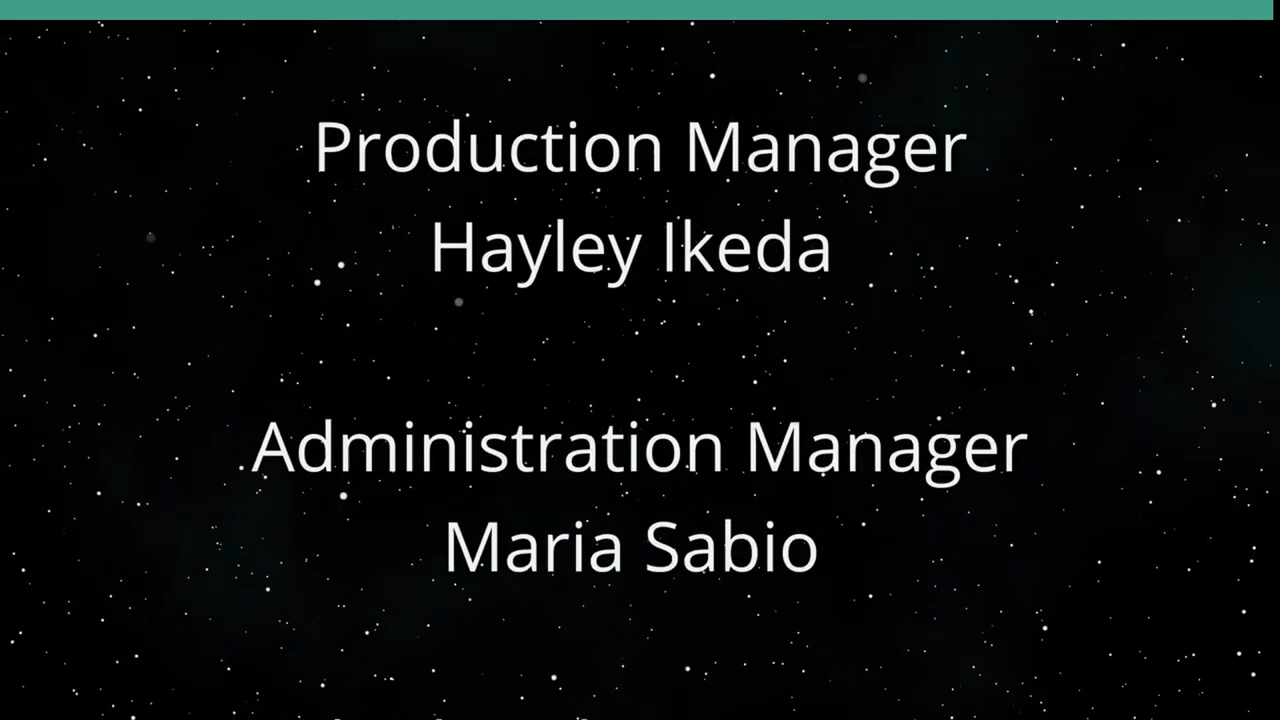 Production Manager
Hayley Ikeda
Administration Manager
Maria Sabio